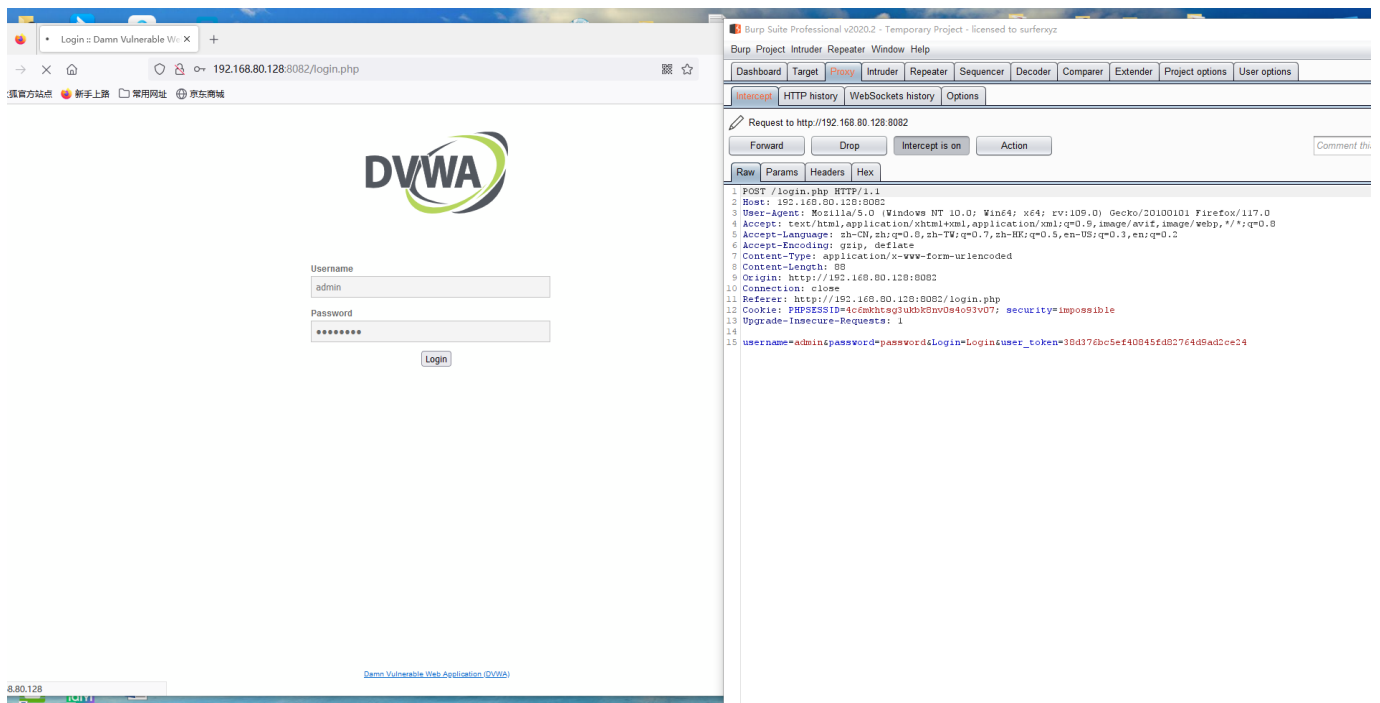 Login :: Damn Vulnerable We
192.168.80.128:8082/login.php
狐官方站点 新手上路 常用网址 京东商城
DVWA
Username
admin
Password
••••••••
Login
Damn Vulnerable Web Application (DVWA)
8.80.128
Burp Suite Professional v2020.2 - Temporary Project - licensed to surferxyz
Burp Project Intruder Repeater Window Help
Dashboard Target Proxy Intruder Repeater Sequencer Decoder Comparer Extender Project options User options
Intercept HTTP history WebSockets history Options
Request to http://192.168.80.128:8082
Forward Drop Intercept is on Action Comment thi
Raw Params Headers Hex
1 POST /login.php HTTP/1.1
2 Host: 192.168.80.128:8082
3 User-Agent: Mozilla/5.0 (Windows NT 10.0; Win64; x64; rv:109.0) Gecko/20100101 Firefox/117.0
4 Accept: text/html,application/xhtml+xml,application/xml;q=0.9,image/avif,image/webp,*/*;q=0.8
5 Accept-Language: zh-CN,zh;q=0.8,zh-TW;q=0.7,zh-HK;q=0.5,en-US;q=0.3,en;q=0.2
6 Accept-Encoding: gzip, deflate
7 Content-Type: application/x-www-form-urlencoded
8 Content-Length: 88
9 Origin: http://192.168.80.128:8082
10 Connection: close
11 Referer: http://192.168.80.128:8082/login.php
12 Cookie: PHPSESSID=4c6mkhtsg3ukbk8nv0s4o93v07; security=impossible
13 Upgrade-Insecure-Requests: 1
14
15 username=admin&password=password&Login=Login&user_token=38d376bc5ef40845fd82764d9ad2ce24